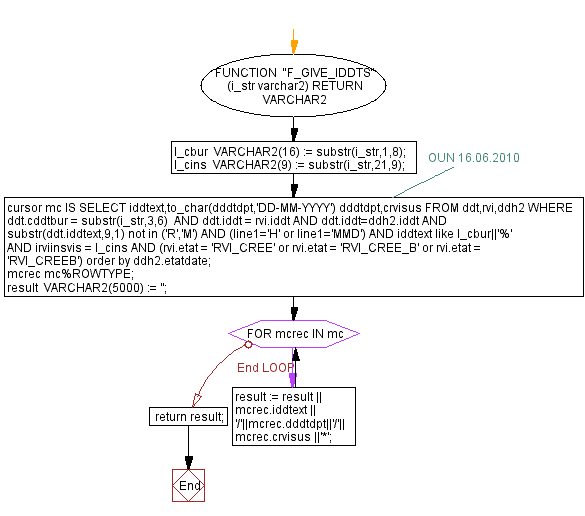 FUNCTION "F_GIVE_IDDTS"
(i_str varchar2) RETURN
VARCHAR2
l_cbur VARCHAR2(16) := substr(i_str,1,8);
l_cins VARCHAR2(9) := substr(i_str,21,9);
OUN 16.06.2010
cursor mc IS SELECT iddtext,to_char(dddtdpt,'DD-MM-YYYY') dddtdpt,crvisus FROM ddt,rvi,ddh2 WHERE
ddt.cddtbur = substr(i_str,3,6) AND ddt.iddt = rvi.iddt AND ddt.iddt=ddh2.iddt AND
substr(ddt.iddtext,9,1) not in ('R','M') AND (line1='H' or line1='MMD') AND iddtext like l_cbur||'%'
AND irviinsvis = l_cins AND (rvi.etat = 'RVI_CREE' or rvi.etat = 'RVI_CREE_B' or rvi.etat =
'RVI_CREEB') order by ddh2.etatdate;
mcrec mc%ROWTYPE;
result VARCHAR2(5000) := '';
FOR mcrec IN mc
End LOOP
result := result ||
mcrec.iddtext ||
'/'||mcrec.dddtdpt||'/'||
mcrec.crvisus ||'*';
return result;
End